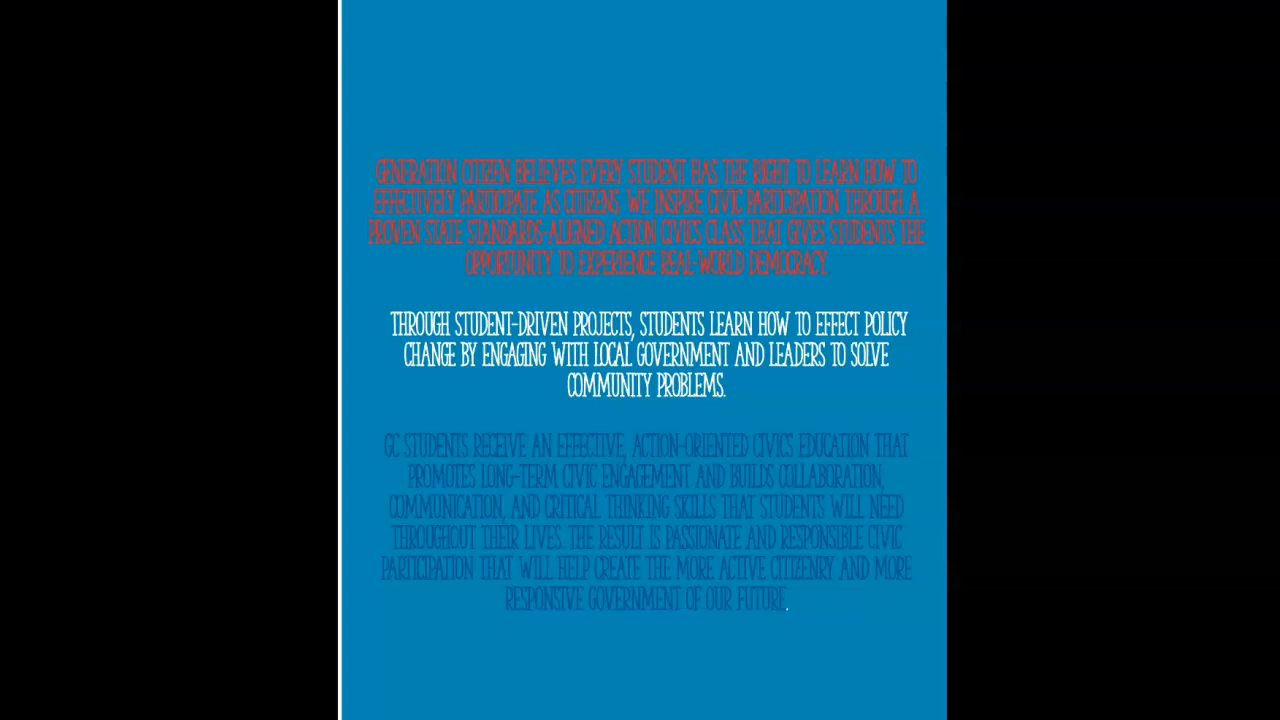 GENERATION CITIZEN BELIEVES EVERY STUDENT HAS THE RIGHT TO LEARN HOW TO
EFFECTIVELY PARTICIPATE AS CITIZENS. WE INSPIRE CIVIC PARTICIPATION THROUGH A
PROVEN STATE STANDARDS-ALIGNED ACTION CIVICS CLASS THAT GIVES STUDENTS THE
OPPORTUNITY TO EXPERIENCE REAL-WORLD DEMOCRACY.
THROUGH STUDENT-DRIVEN PROJECTS, STUDENTS LEARN HOW TO EFFECT POLICY
CHANGE BY ENGAGING WITH LOCAL GOVERNMENT AND LEADERS TO SOLVE
COMMUNITY PROBLEMS.
GC STUDENTS RECEIVE AN EFFECTIVE, ACTION-ORIENTED CIVICS EDUCATION THAT
PROMOTES LONG-TERM CIVIC ENGAGEMENT AND BUILDS COLLABORATION,
COMMUNICATION, AND CRITICAL THINKING SKILLS THAT STUDENTS WILL NEED
THROUGHOUT THEIR LIVES. THE RESULT IS PASSIONATE AND RESPONSIBLE CIVIC
PARTICIPATION THAT WILL HELP CREATE THE MORE ACTIVE CITIZENRY AND MORE
RESPONSIVE GOVERNMENT OF OUR FUTURE.